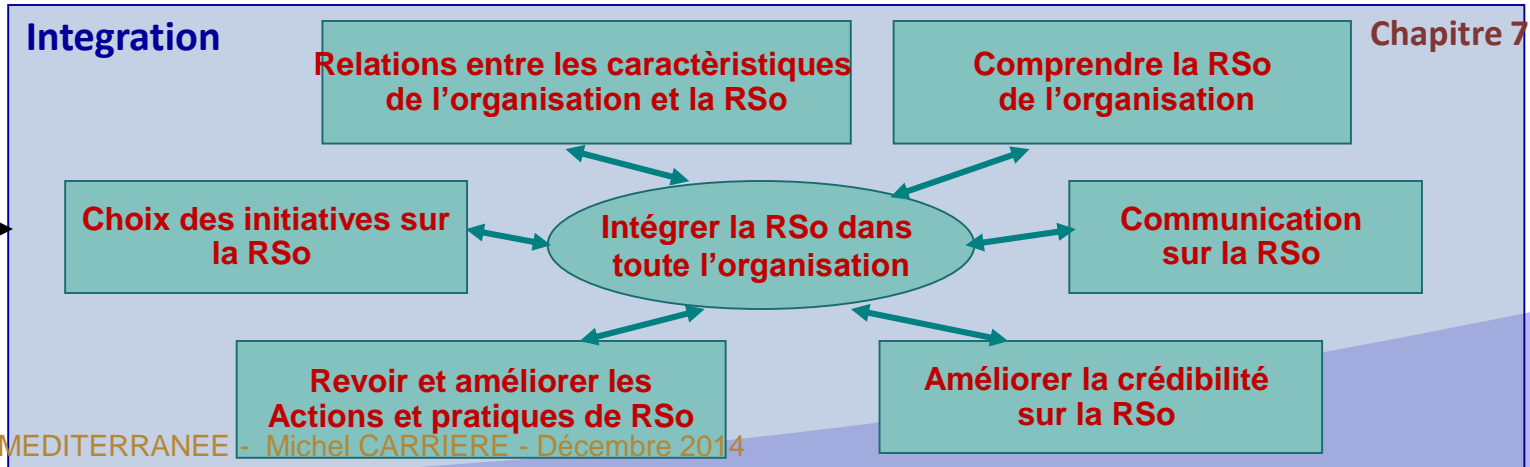 Integration
Chapitre 7
Relations entre les caractèristiques
de l'organisation et la RSo
Comprendre la RSo
de l'organisation
Choix des initiatives sur
la RSo
Intégrer la RSo dans
toute l'organisation
Communication
sur la RSo
Revoir et améliorer les
Actions et pratiques de RSo
Améliorer la crédibilité
sur la RSo
MEDITERRANEE - Michel CARRIERE - Décembre 2014